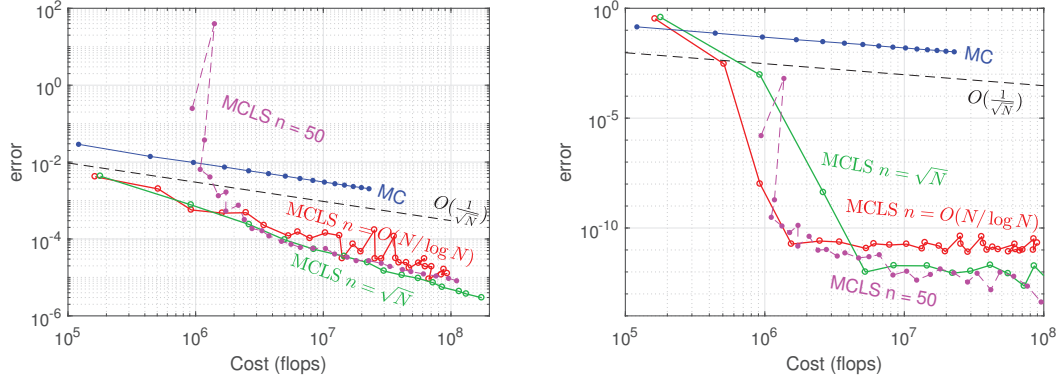 10^2
10^0
10^-2
10^-4
10^-6
error
MCLS n = 50
MC
O(1/√N)
MCLS n = O(N/ log N)
MCLS n = √N
10^5
10^6
10^7
10^8
Cost (flops)
10^0
10^-5
10^-10
error
MC
O(1/√N)
MCLS n = √N
MCLS n = O(N/ log N)
MCLS n = 50
10^5
10^6
10^7
10^8
Cost (flops)